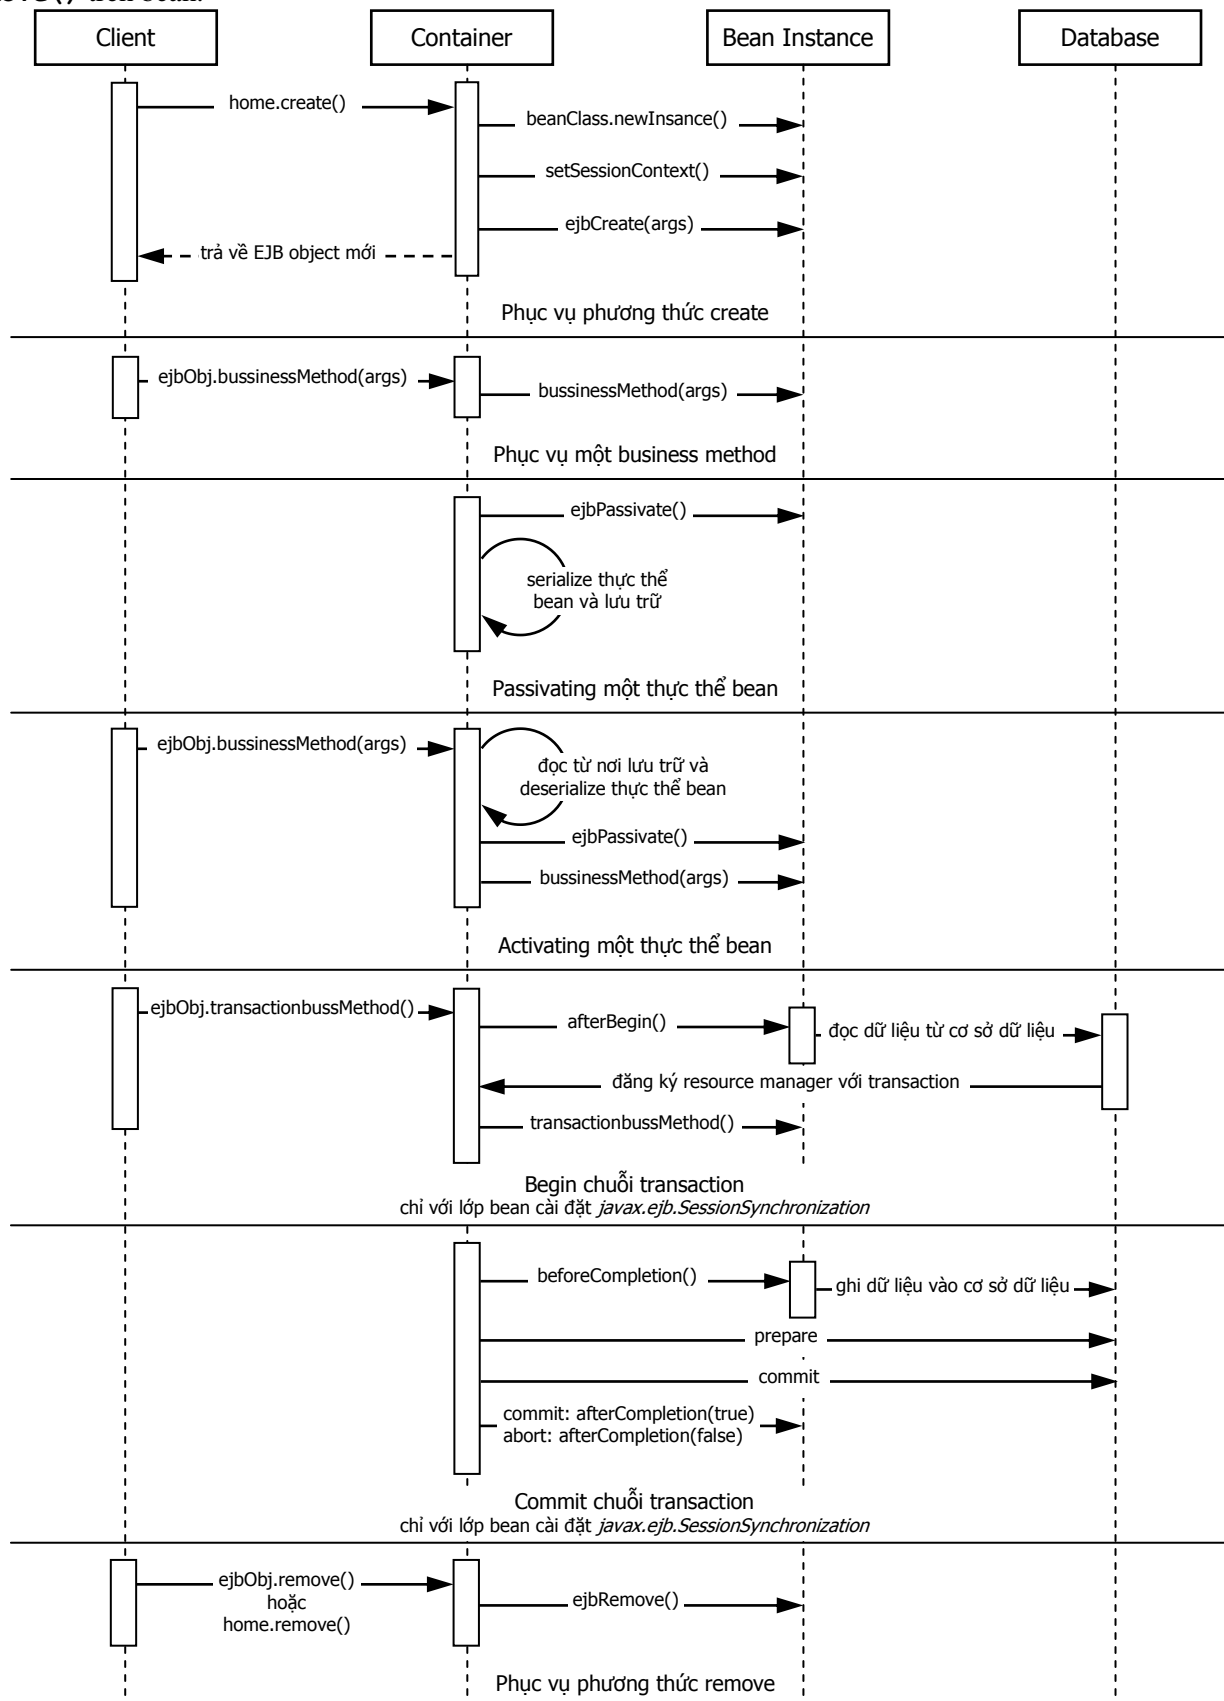 trên bean.
Client
Container
Bean Instance
Database
home.create()
beanClass.newInsance()
setSessionContext()
ejbCreate(args)
trả về EJB object mới
Phục vụ phương thức create
ejbObj.bussinessMethod(args)
bussinessMethod(args)
Phục vụ một business method
ejbPassivate()
serialize thực thể
bean và lưu trữ
Passivating một thực thể bean
ejbObj.bussinessMethod(args)
đọc từ nơi lưu trữ và
deserialize thực thể bean
ejbPassivate()
bussinessMethod(args)
Activating một thực thể bean
ejbObj.transactionbussMethod()
afterBegin()
đọc dữ liệu từ cơ sở dữ liệu
đăng ký resource manager với transaction
transactionbussMethod()
Begin chuỗi transaction
chỉ với lớp bean cài đặt javax.ejb.SessionSynchronization
beforeCompletion()
ghi dữ liệu vào cơ sở dữ liệu
prepare
commit
commit: afterCompletion(true)
abort: afterCompletion(false)
Commit chuỗi transaction
chỉ với lớp bean cài đặt javax.ejb.SessionSynchronization
ejbObj.remove()
hoặc
home.remove()
ejbRemove()
Phục vụ phương thức remove